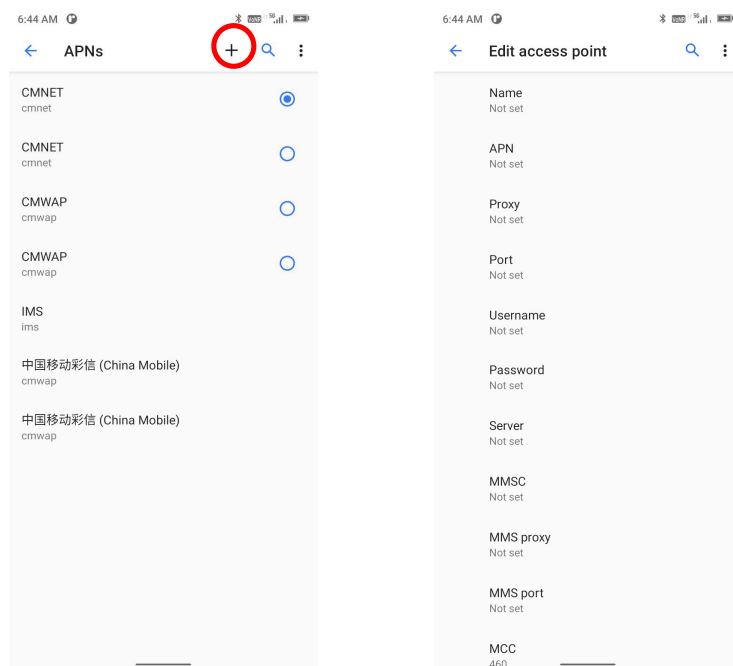 6:44 AM
5G
APNs
CMNET
cmnet
CMNET
cmnet
CMWAP
cmwap
CMWAP
cmwap
IMS
ims
中国移动彩信 (China Mobile)
cmwap
中国移动彩信 (China Mobile)
cmwap
6:44 AM
5G
Edit access point
Name
Not set
APN
Not set
Proxy
Not set
Port
Not set
Username
Not set
Password
Not set
Server
Not set
MMSC
Not set
MMS proxy
Not set
MMS port
Not set
MCC
460